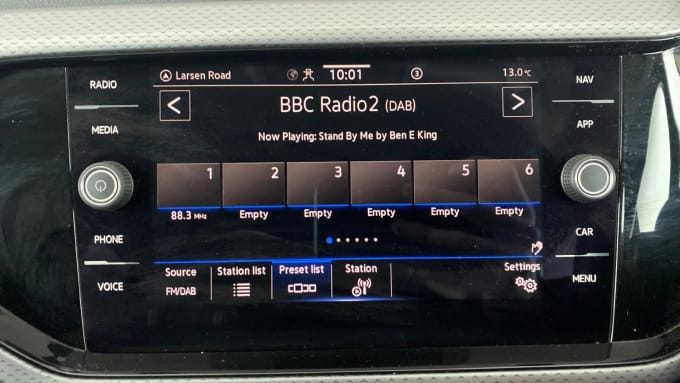 RADIO
MEDIA
PHONE
VOICE
Larsen Road 10:01 3 13.0°C
BBC Radio2 (DAB)
Now Playing: Stand By Me by Ben E King
1 2 3 4 5 6
88.3 MHz Empty Empty Empty Empty Empty
Source Station list Preset list Station Settings
FM/DAB
NAV
APP
CAR
MENU